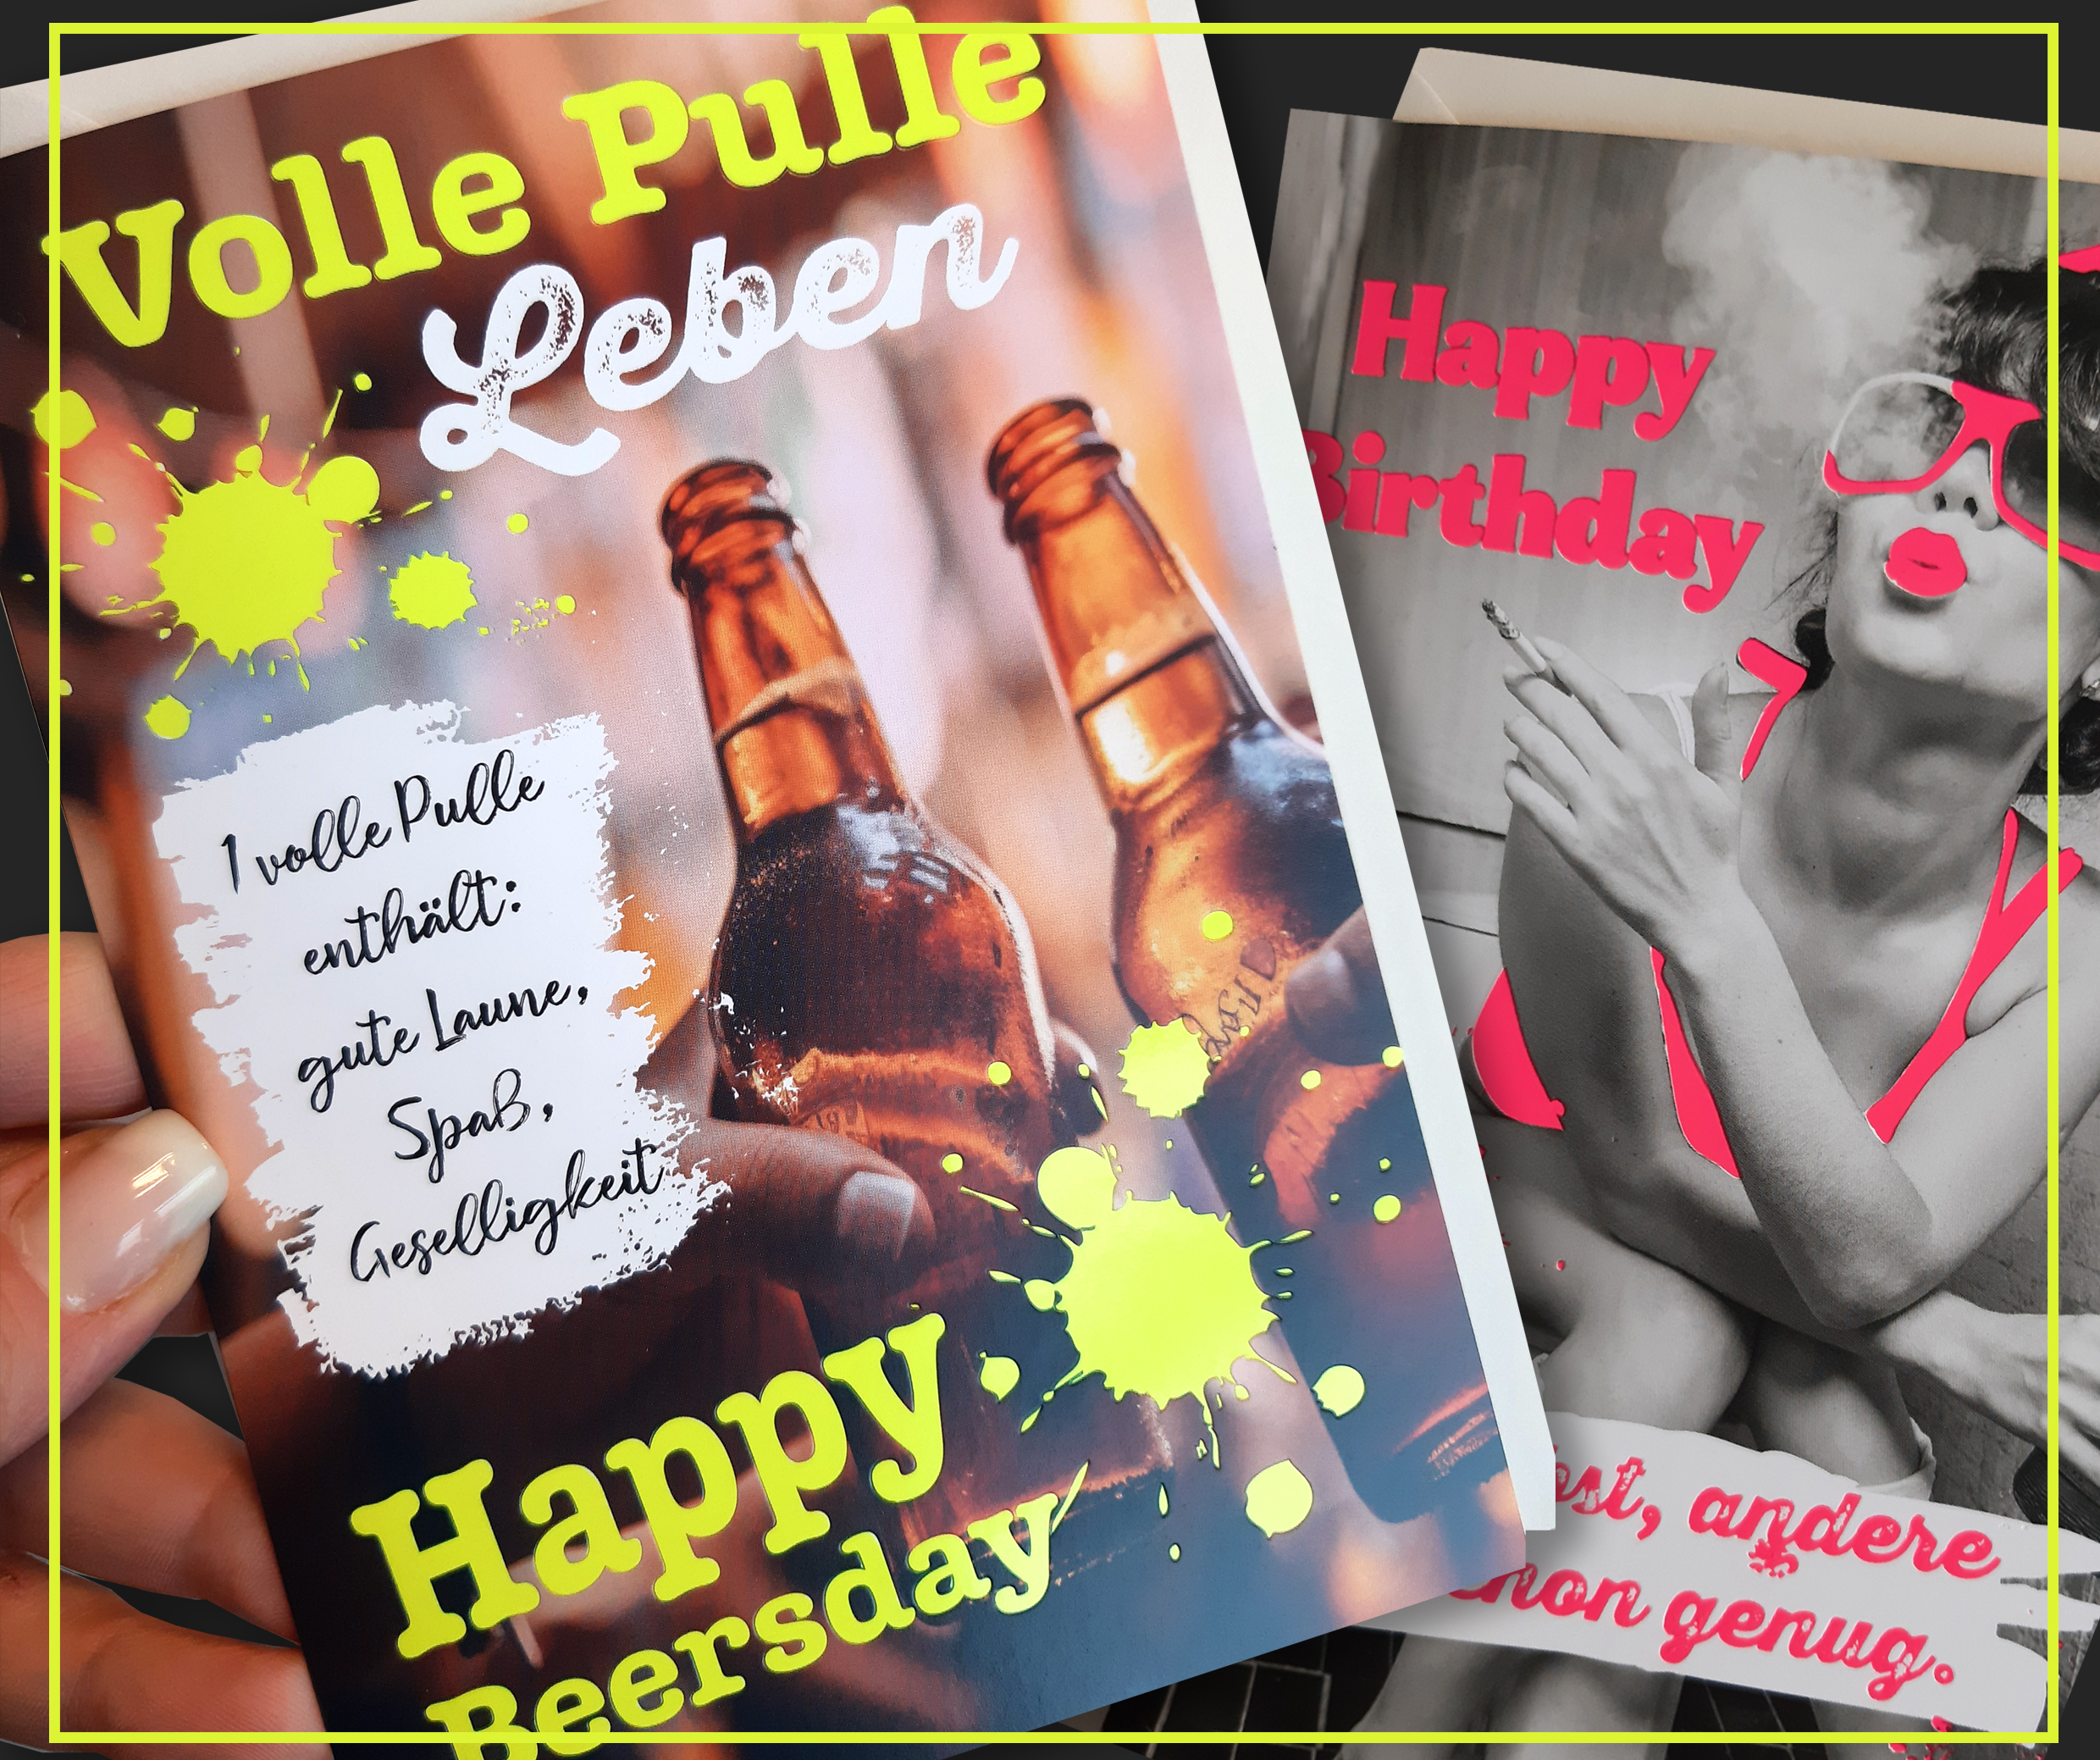 Volle Pulle
Leben
1 volle Pulle
enthält:
gute Laune,
Spaß,
Geselligkeit
Happy
Beersday
Happy
Birthday
andere
genug.